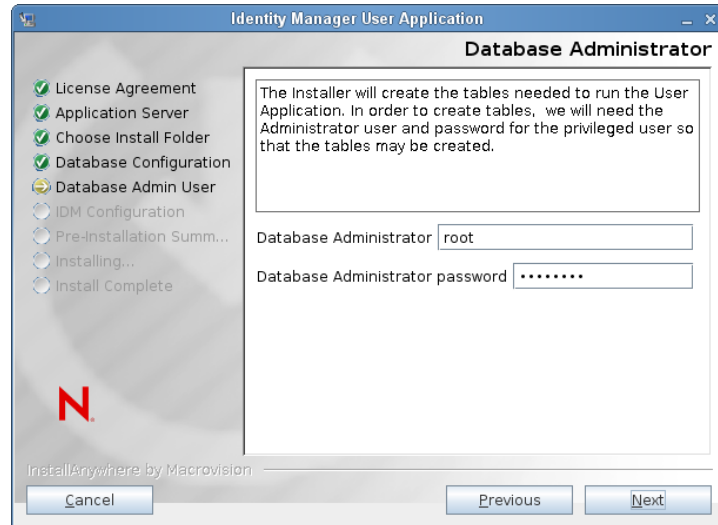 Identity Manager User Application
Database Administrator
License Agreement
Application Server
Choose Install Folder
Database Configuration
Database Admin User
IDM Configuration
Pre-Installation Summ...
Installing...
Install Complete
The Installer will create the tables needed to run the User
Application. In order to create tables, we will need the
Administrator user and password for the privileged user so
that the tables may be created.
Database Administrator root
Database Administrator password ••••••••
N
InstallAnywhere by Macrovision
Cancel
Previous
Next